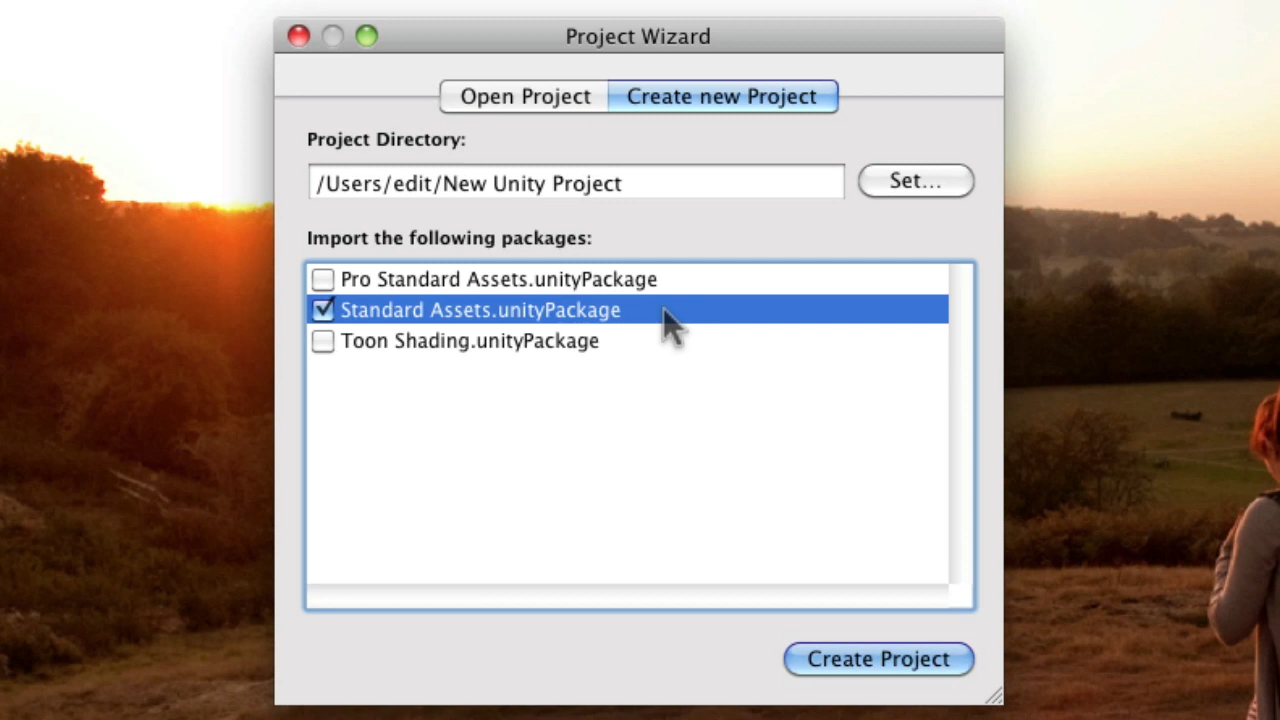 Project Wizard
Open Project
Create new Project
Project Directory:
/Users/edit/New Unity Project
Set...
Import the following packages:
Pro Standard Assets.unityPackage
Standard Assets.unityPackage
Toon Shading.unityPackage
Create Project